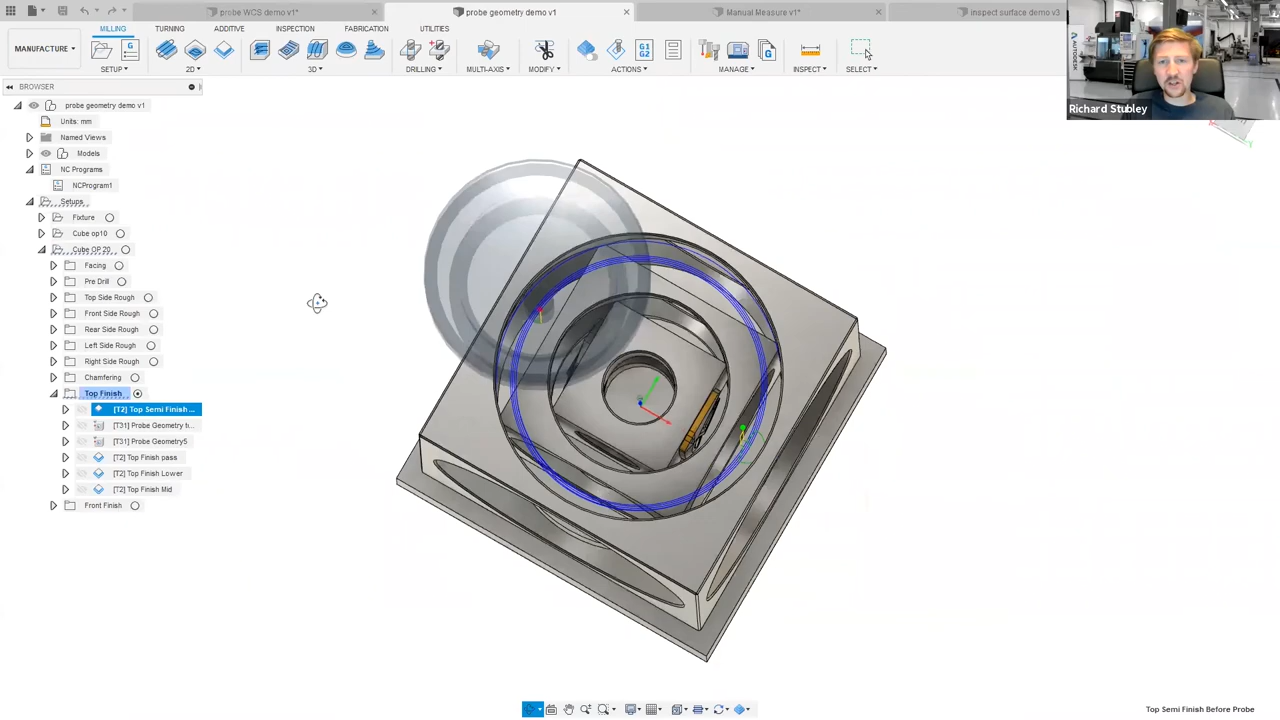 probe WCS demo v1*
probe geometry demo v1
Manual Measure v1*
inspect surface demo v3
MANUFACTURE
MILLING
TURNING
ADDITIVE
INSPECTION
FABRICATION
UTILITIES
SETUP
2D
3D
DRILLING
MULTI-AXIS
MODIFY
ACTIONS
MANAGE
INSPECT
SELECT
AUTODESK
Richard Stubley
BROWSER
probe geometry demo v1
Units: mm
Named Views
Models
NC Programs
NCProgram1
Setups
Fixture
Cube op10
Cube OP 20
Facing
Pre Drill
Top Side Rough
Front Side Rough
Rear Side Rough
Left Side Rough
Right Side Rough
Chamfering
Top Finish
[T2] Top Semi Finish ...
[T31] Probe Geometry t...
[T31] Probe Geometry5
[T2] Top Finish pass
[T2] Top Finish Lower
[T2] Top Finish Mid
Front Finish
Top Semi Finish Before Probe